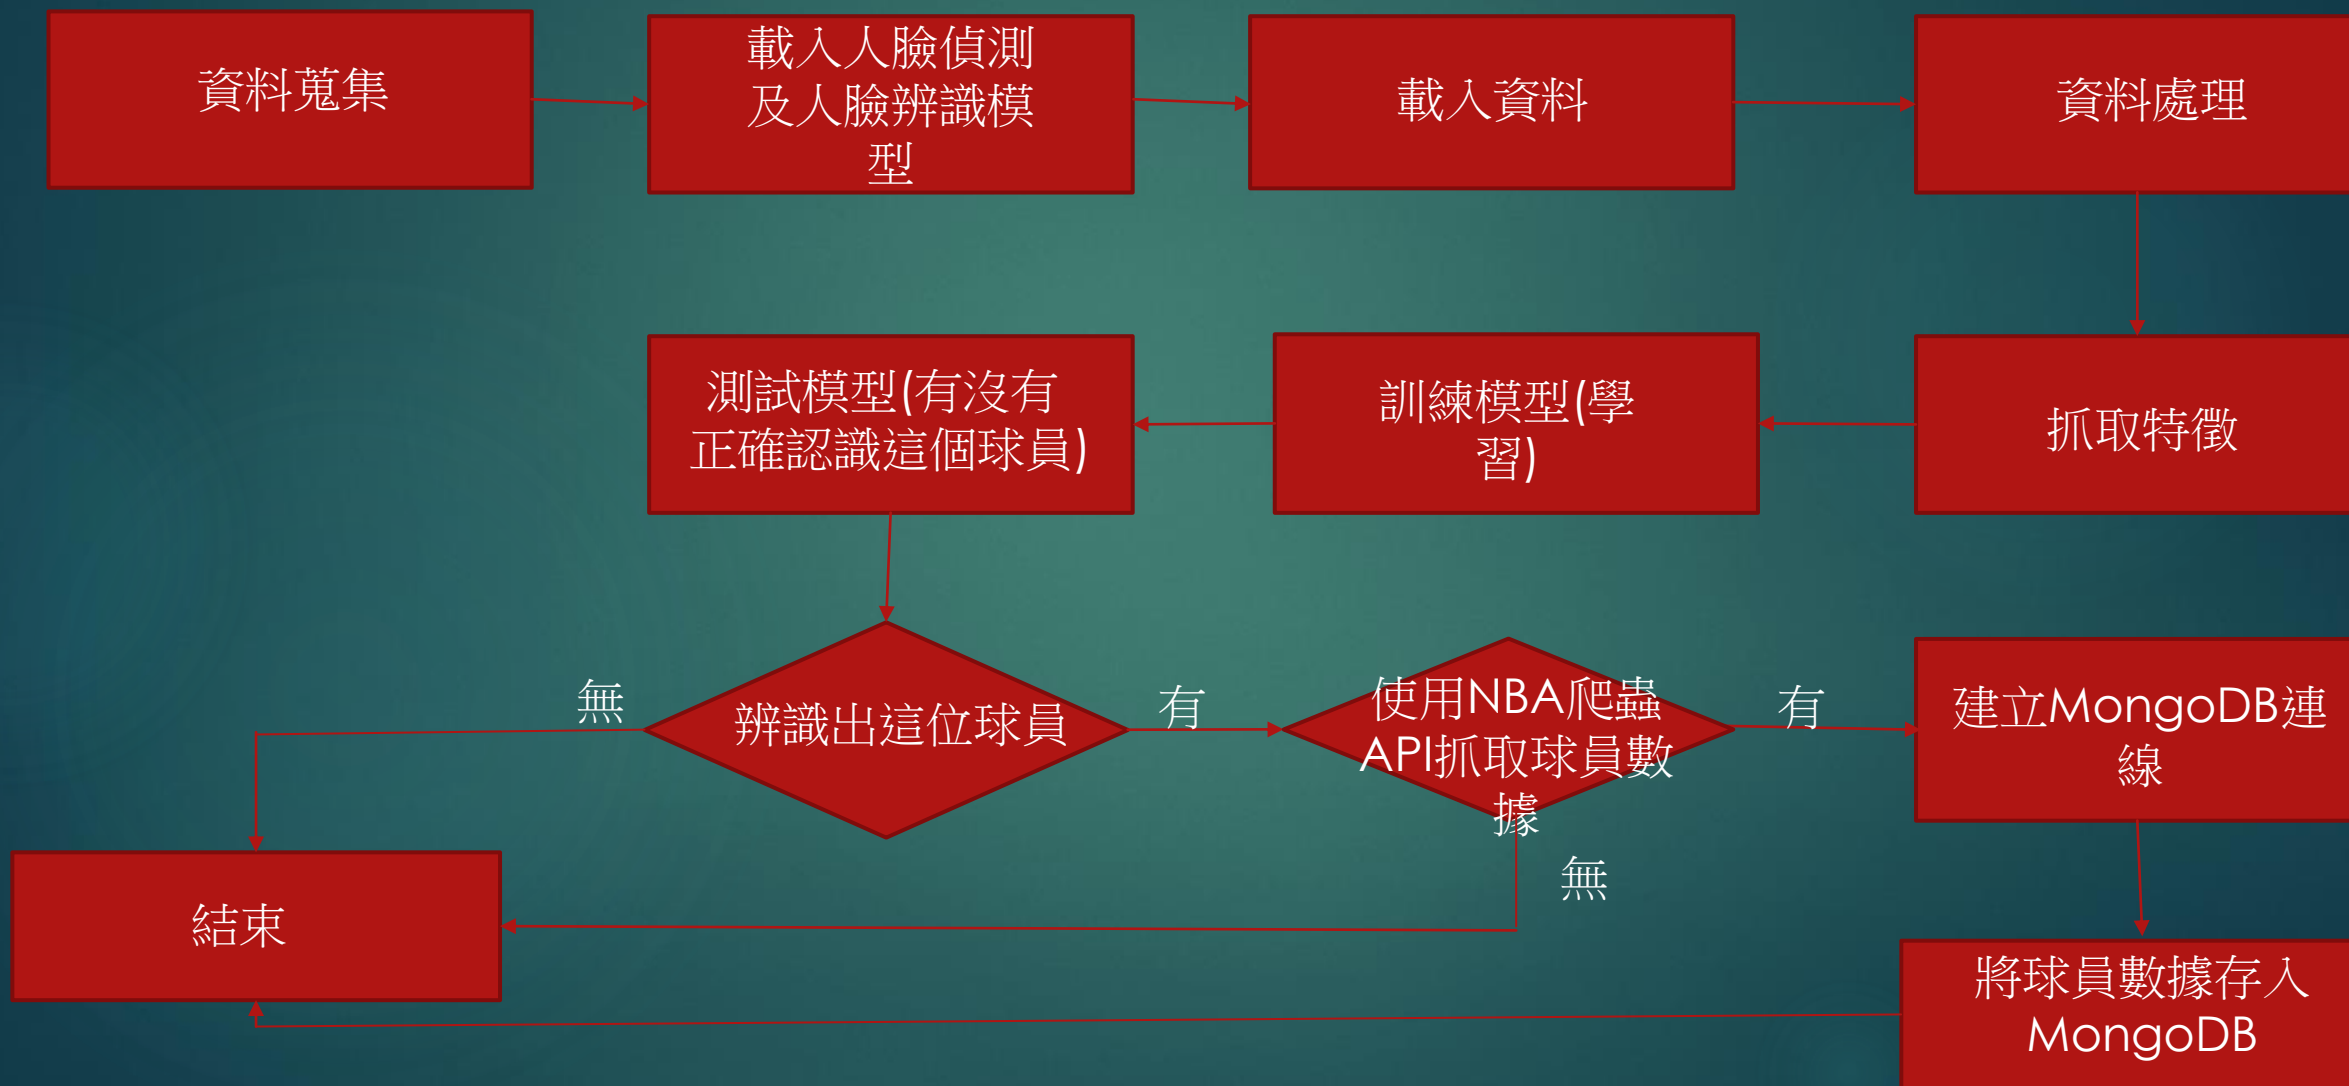 資料蒐集
載入人臉偵測
及人臉辨識模
型
載入資料
資料處理
測試模型(有沒有
正確認識這個球員)
訓練模型(學
習)
抓取特徵
無
辨識出這位球員
有
使用NBA爬蟲
API抓取球員數
據
有
建立MongoDB連
線
無
結束
將球員數據存入
MongoDB